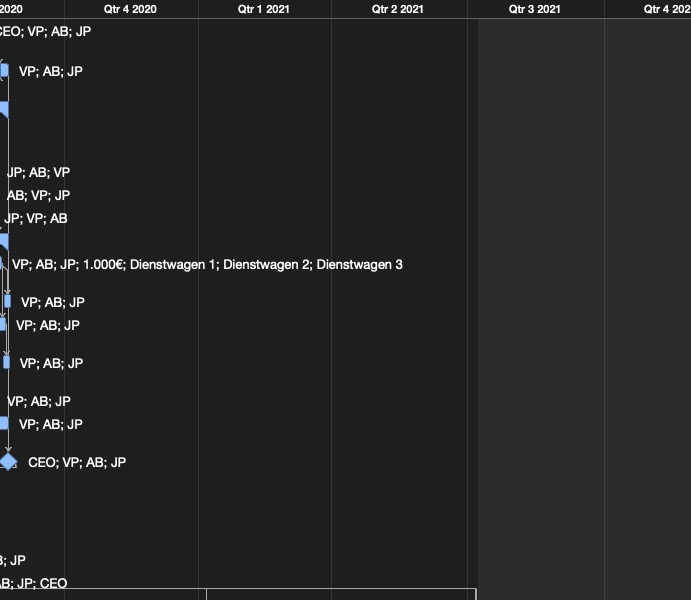 2020 Qtr 4 2020 Qtr 1 2021 Qtr 2 2021 Qtr 3 2021 Qtr 4 202
CEO; VP; AB; JP
VP; AB; JP
JP; AB; VP
AB; VP; JP
JP; VP; AB
VP; AB; JP; 1.000€; Dienstwagen 1; Dienstwagen 2; Dienstwagen 3
VP; AB; JP
VP; AB; JP
VP; AB; JP
VP; AB; JP
VP; AB; JP
CEO; VP; AB; JP
B; JP
AB; JP; CEO